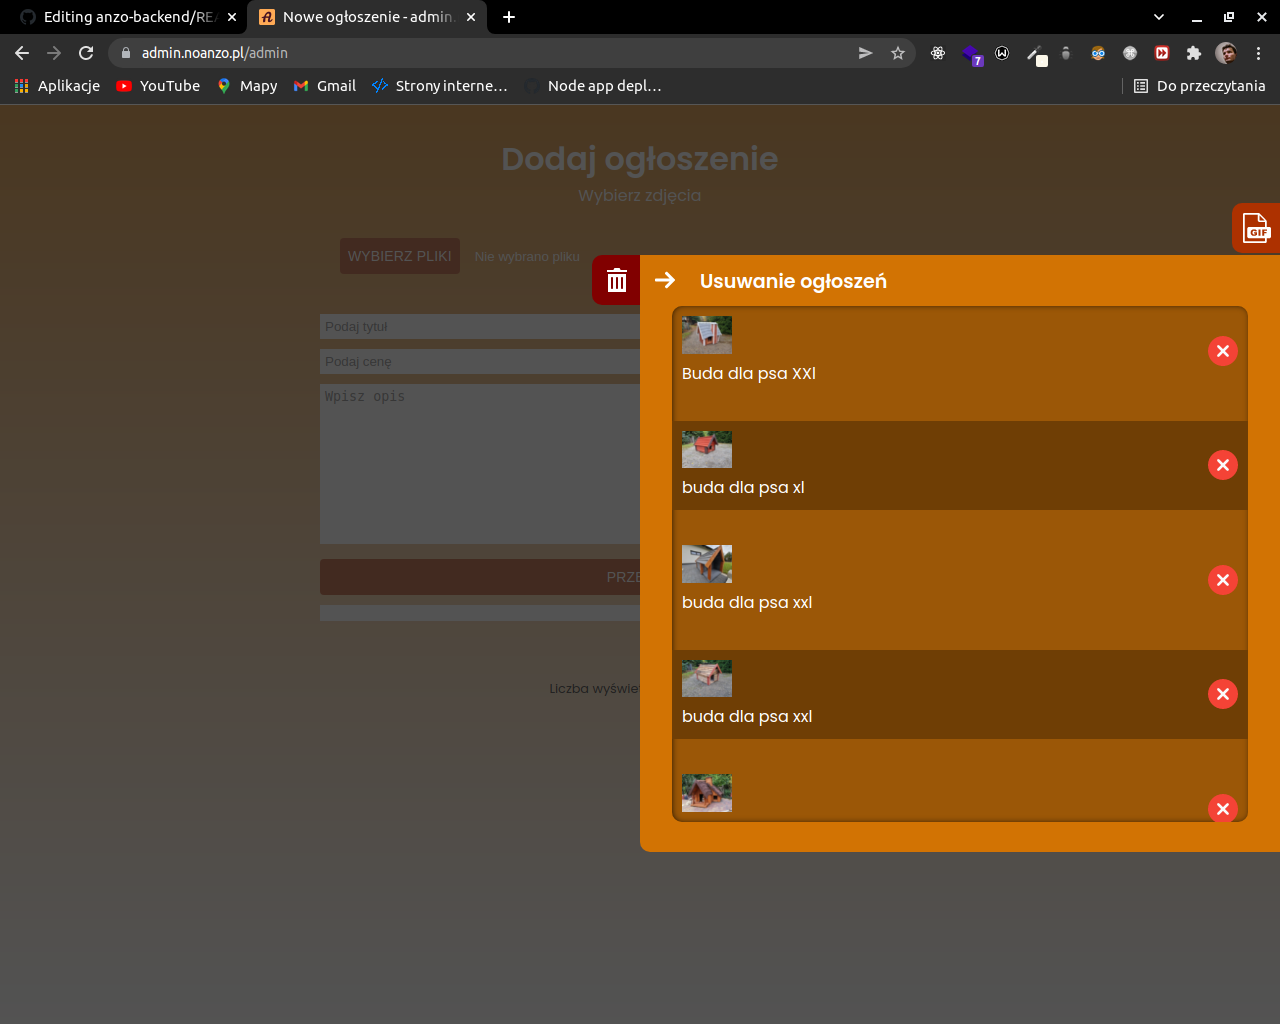 Editing anzo-backend/REA
Nowe ogłoszenie - admin.
admin.noanzo.pl/admin
7
Aplikacje
YouTube
Mapy
Gmail
Strony interne…
Node app depl…
Do przeczytania
Dodaj ogłoszenie
Wybierz zdjęcia
WYBIERZ PLIKI
Nie wybrano pliku
GIF
Usuwanie ogłoszeń
Podaj tytuł
Podaj cenę
Wpisz opis
PRZE
Liczba wyświet
Buda dla psa XXl
buda dla psa xl
buda dla psa xxl
buda dla psa xxl